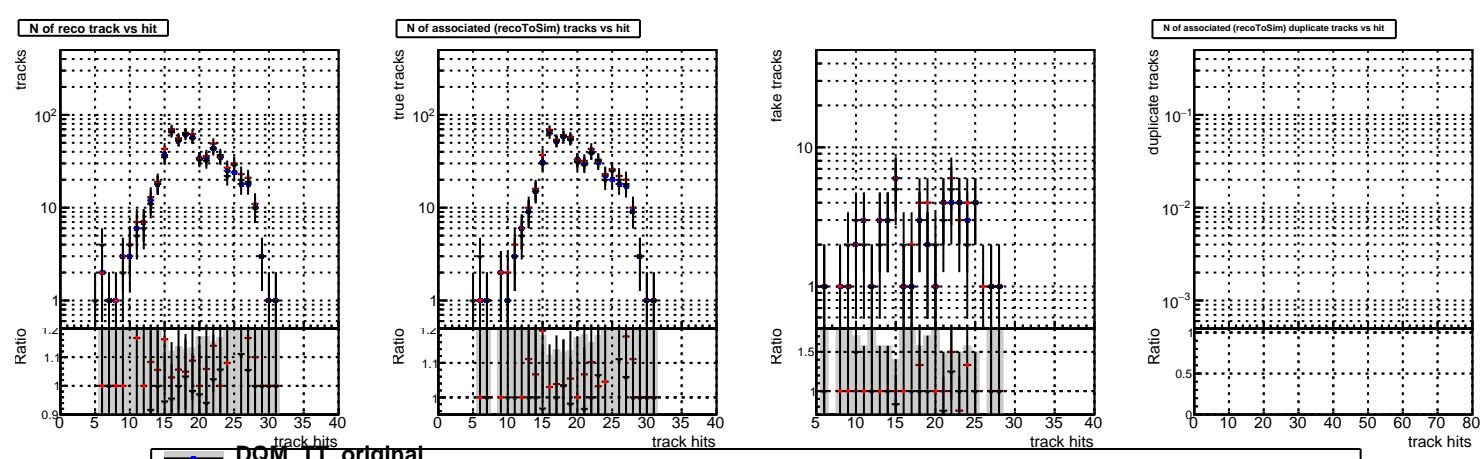 N of reco track vs hit
tracks
10²
10
1
Ratio
1.2
1.1
1
0.9
0 5 10 15 20 25 30 35 40
track hits
N of associated (recoToSim) tracks vs hit
true tracks
10²
10
1
Ratio
1.2
1.1
1
0 5 10 15 20 25 30 35 40
track hits
fake tracks
10
1
Ratio
1.5
1
5 10 15 20 25 30 35 40
track hits
N of associated (recoToSim) duplicate tracks vs hit
duplicate tracks
10⁻¹
10⁻²
10⁻³
Ratio
1
0.5
0
0 10 20 30 40 50 60 70 80
track hits
DQM_TT_original